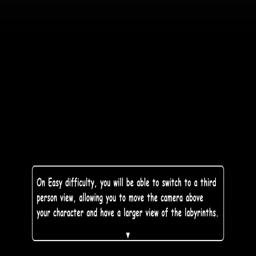 On Easy difficulty, you will be able to switch to a third
person view, allowing you to move the camera above
your character and have a larger view of the labyrinths.